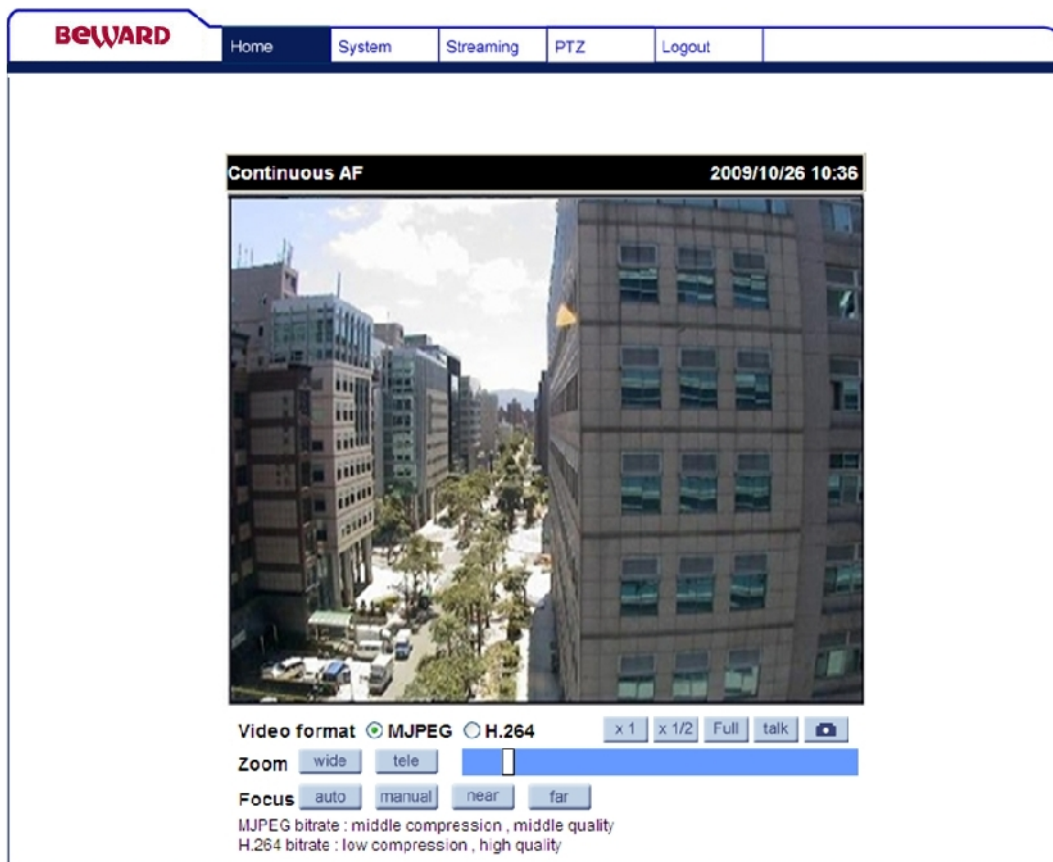 BEWARD
Home System Streaming PTZ Logout
Continuous AF 2009/10/26 10:36
Video format MJPEG H.264 x 1 x 1/2 Full talk
Zoom wide tele
Focus auto manual near far
MJPEG bitrate : middle compression , middle quality
H.264 bitrate : low compression , high quality